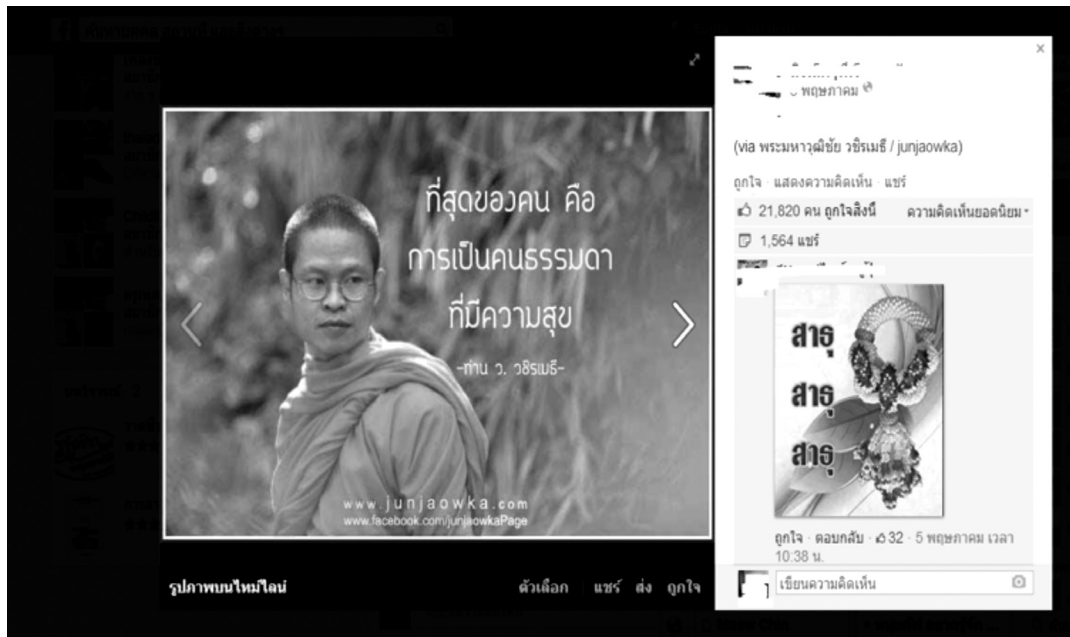 พฤษภาคม
(via พระมหาวุฒิชัย วชิรเมธี / junjaowka)
ถูกใจ · แสดงความคิดเห็น · แชร์
21,820 คน ถูกใจสิ่งนี้ ความคิดเห็นยอดนิยม
1,564 แชร์
ที่สุดของคน คือ
การเป็นคนธรรมดา
ที่มีความสุข
-ท่าน ว. วชิรเมธี-
www.junjaowka.com
www.facebook.com/junjaowkaPage
สาธุ
สาธุ
สาธุ
ถูกใจ · ตอบกลับ · 32 · 5 พฤษภาคม เวลา
10:38 น.
เขียนความคิดเห็น
รูปภาพบนไทม์ไลน์ ตัวเลือก แชร์ ส่ง ถูกใจ